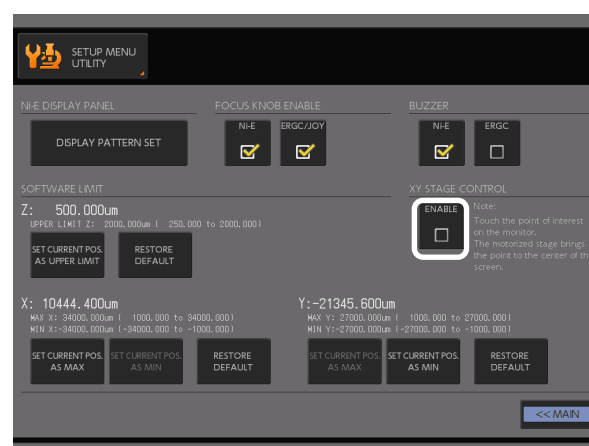 SETUP MENU
UTILITY
NI-E DISPLAY PANEL
FOCUS KNOB ENABLE
BUZZER
DISPLAY PATTERN SET
Ni-E
ERGC/JOY
Ni-E
ERGC
SOFTWARE LIMIT
XY STAGE CONTROL
Z: 500.000um
UPPER LIMIT Z: 2000.000um ( 250.000 to 2000.000)
SET CURRENT POS.
AS UPPER LIMIT
RESTORE
DEFAULT
ENABLE
Note:
Touch the point of interest
on the monitor.
The motorized stage brings
the point to the center of th
screen.
X: 10444.400um
MAX X: 34000.000um ( 1000.000 to 34000.000)
MIN X:-34000.000um (-34000.000 to -1000.000)
Y:-21345.600um
MAX Y: 27000.000um ( 1000.000 to 27000.000)
MIN Y:-27000.000um (-27000.000 to -1000.000)
SET CURRENT POS.
AS MAX
SET CURRENT POS.
AS MIN
RESTORE
DEFAULT
SET CURRENT POS.
AS MAX
SET CURRENT POS.
AS MIN
RESTORE
DEFAULT
<< MAIN